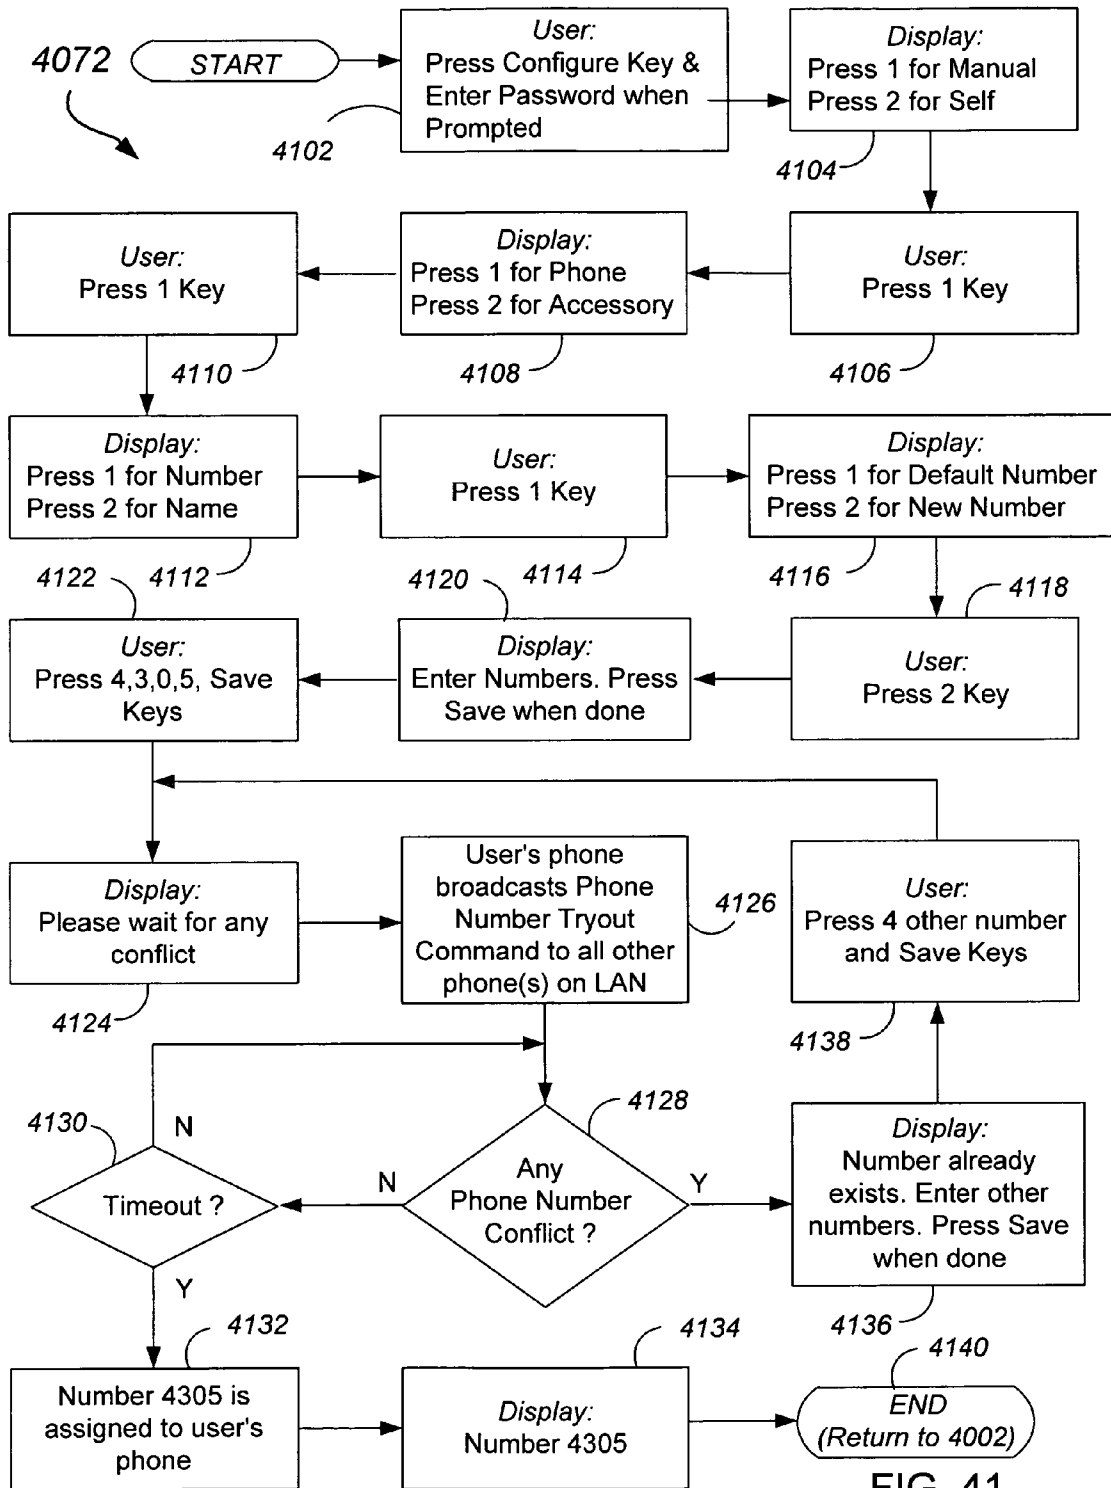 4072
START
User:
Press Configure Key &
Enter Password when
Prompted
4102
Display:
Press 1 for Manual
Press 2 for Self
4104
User:
Press 1 Key
4106
Display:
Press 1 for Phone
Press 2 for Accessory
4108
User:
Press 1 Key
4110
Display:
Press 1 for Number
Press 2 for Name
4112
User:
Press 1 Key
4114
Display:
Press 1 for Default Number
Press 2 for New Number
4116
4118
User:
Press 2 Key
4120
Display:
Enter Numbers. Press
Save when done
4122
User:
Press 4,3,0,5, Save
Keys
Display:
Please wait for any
conflict
4124
User's phone
broadcasts Phone
Number Tryout
Command to all other
phone(s) on LAN
4126
4128
Any
Phone Number
Conflict ?
N
Y
4130
Timeout ?
N
Y
Display:
Number already
exists. Enter other
numbers. Press Save
when done
4136
User:
Press 4 other number
and Save Keys
4138
4132
Number 4305 is
assigned to user's
phone
4134
Display:
Number 4305
4140
END
(Return to 4002)
FIG. 41